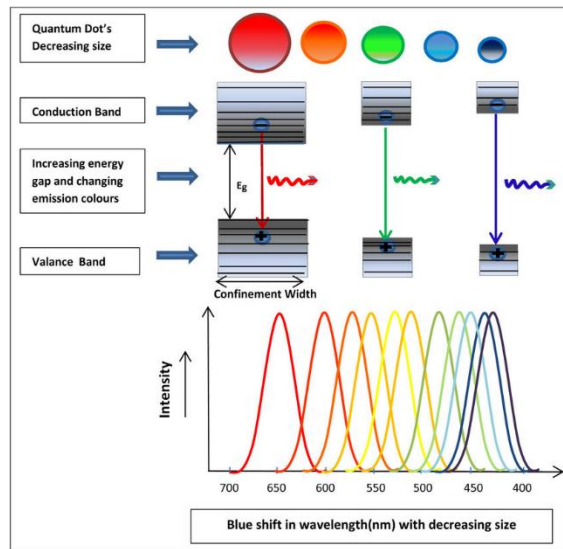 Quantum Dot's
Decreasing size
Conduction Band
Increasing energy
gap and changing
emission colours
Eg
Valance Band
Confinement Width
Intensity
700 650 600 550 500 450 400
Blue shift in wavelength(nm) with decreasing size